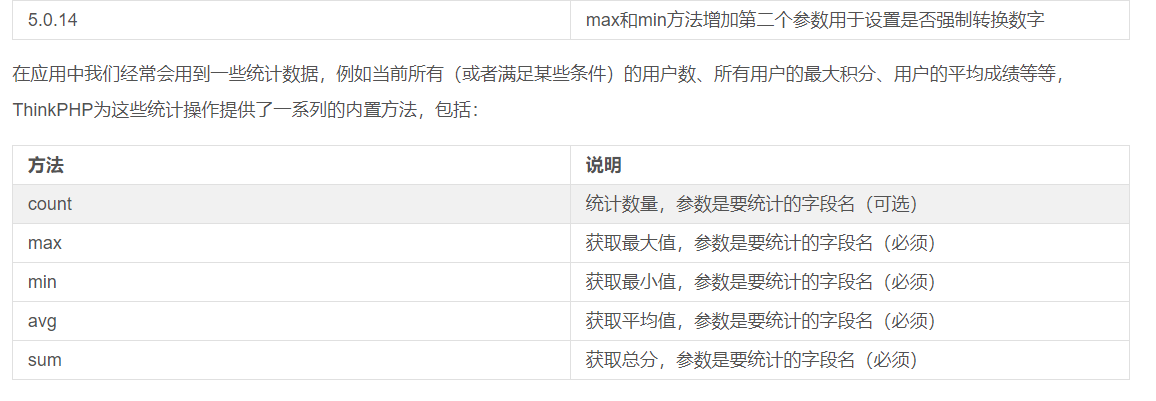 5.0.14 max和min方法增加第二个参数用于设置是否强制转换数字
在应用中我们经常会用到一些统计数据，例如当前所有（或者满足某些条件）的用户数、所有用户的最大积分、用户的平均成绩等等，
ThinkPHP为这些统计操作提供了一系列的内置方法，包括：
方法 说明
count 统计数量，参数是要统计的字段名（可选）
max 获取最大值，参数是要统计的字段名（必须）
min 获取最小值，参数是要统计的字段名（必须）
avg 获取平均值，参数是要统计的字段名（必须）
sum 获取总分，参数是要统计的字段名（必须）